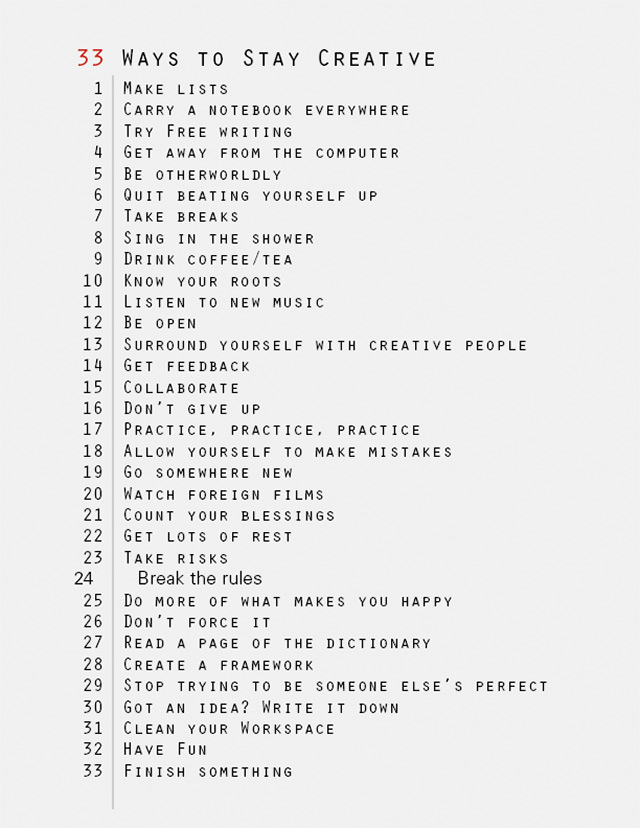 33 Ways to Stay Creative
1 Make lists
2 Carry a notebook everywhere
3 Try Free writing
4 Get away from the computer
5 Be otherworldly
6 Quit beating yourself up
7 Take breaks
8 Sing in the shower
9 Drink coffee/tea
10 Know your roots
11 Listen to new music
12 Be open
13 Surround yourself with creative people
14 Get feedback
15 Collaborate
16 Don't give up
17 Practice, practice, practice
18 Allow yourself to make mistakes
19 Go somewhere new
20 Watch foreign films
21 Count your blessings
22 Get lots of rest
23 Take risks
24 Break the rules
25 Do more of what makes you happy
26 Don't force it
27 Read a page of the dictionary
28 Create a framework
29 Stop trying to be someone else's perfect
30 Got an idea? Write it down
31 Clean your Workspace
32 Have Fun
33 Finish something